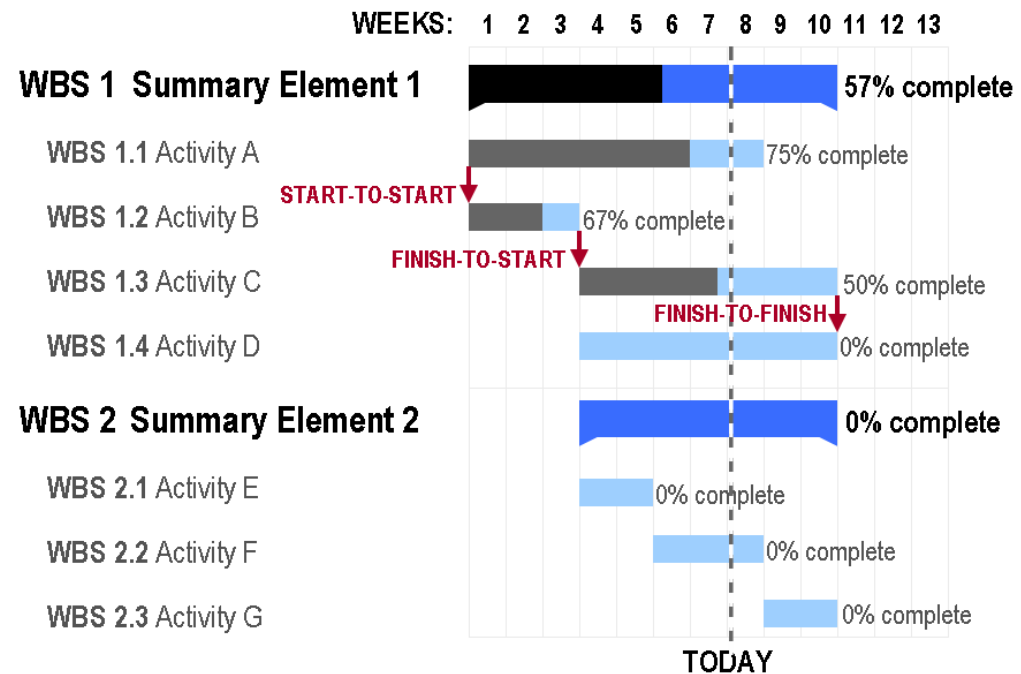 WEEKS: 1 2 3 4 5 6 7 8 9 10 11 12 13
WBS 1 Summary Element 1 57% complete
WBS 1.1 Activity A 75% complete
START-TO-START
WBS 1.2 Activity B 67% complete
FINISH-TO-START
WBS 1.3 Activity C 50% complete
FINISH-TO-FINISH
WBS 1.4 Activity D 0% complete
WBS 2 Summary Element 2 0% complete
WBS 2.1 Activity E 0% complete
WBS 2.2 Activity F 0% complete
WBS 2.3 Activity G 0% complete
TODAY